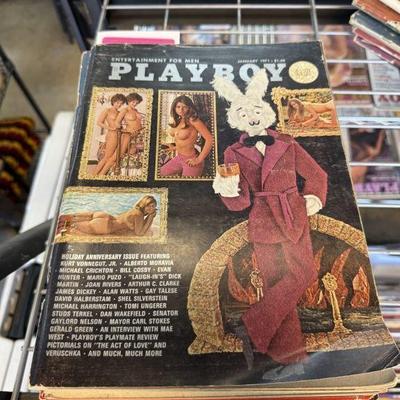 ENTERTAINMENT FOR MEN
JANUARY 1971
PLAYBOY
HOLIDAY ANNIVERSARY ISSUE FEATURING
KURT VONNEGUT, JR. • ALBERTO MORAVIA
MICHAEL CRICHTON • BILL COSBY • EVAN
HUNTER • MARIO PUZO • "LAUGH-IN'S" DICK
MARTIN • JOAN RIVERS • ARTHUR C. CLARKE
JAMES DICKEY • ALAN WATTS • GAY TALESE
DAVID HALBERSTAM • SHEL SILVERSTEIN
MICHAEL HARRINGTON • TOMI UNGERER
STUDS TERKEL • DAN WAKEFIELD • SENATOR
GAYLORD NELSON • MAYOR CARL STOKES
GERALD GREEN • AN INTERVIEW WITH MAE
WEST • PLAYBOY'S PLAYMATE REVIEW
PICTORIALS ON "THE ACT OF LOVE" AND
VERUSCHKA • AND MUCH, MUCH MORE